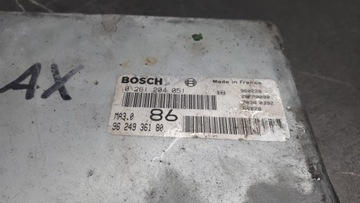 AX
BOSCH Made in France
0 261 204 051
MA3.0 86
96 249 361 80